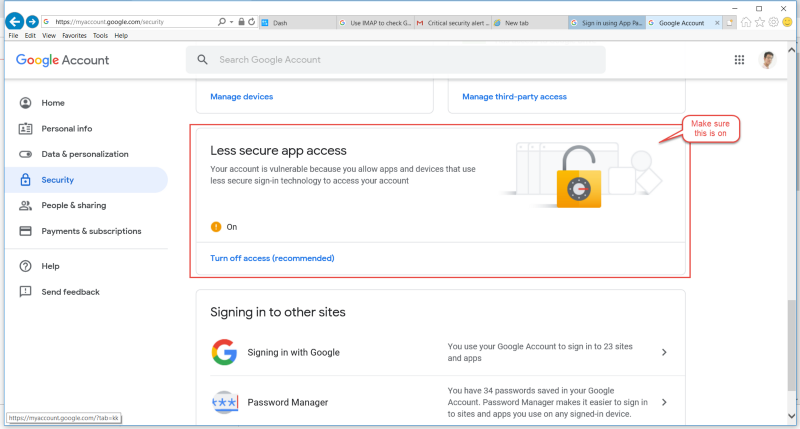 https://myaccount.google.com/security
Dash
Use IMAP to check G...
Critical security alert ...
New tab
Sign in using App Pa...
Google Account
File Edit View Favorites Tools Help
Google Account
Search Google Account
Home
Personal info
Data & personalization
Security
People & sharing
Payments & subscriptions
Help
Send feedback
Manage devices
Manage third-party access
Make sure
this is on
Less secure app access
Your account is vulnerable because you allow apps and devices that use
less secure sign-in technology to access your account
On
Turn off access (recommended)
Signing in to other sites
Signing in with Google
You use your Google Account to sign in to 23 sites
and apps
Password Manager
You have 34 passwords saved in your Google
Account. Password Manager makes it easier to sign in
to sites and apps you use on any signed-in device.
https://myaccount.google.com/?tab=kk